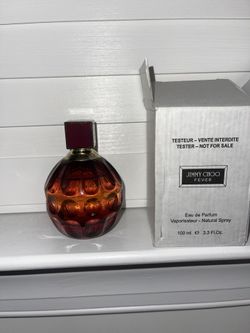 TESTEUR – VENTE INTERDITE
TESTER – NOT FOR SALE
JIMMY CHOO
FEVER
Eau de Parfum
Vaporisateur - Natural Spray
100 ml ℮ 3.3 FL.OZ.